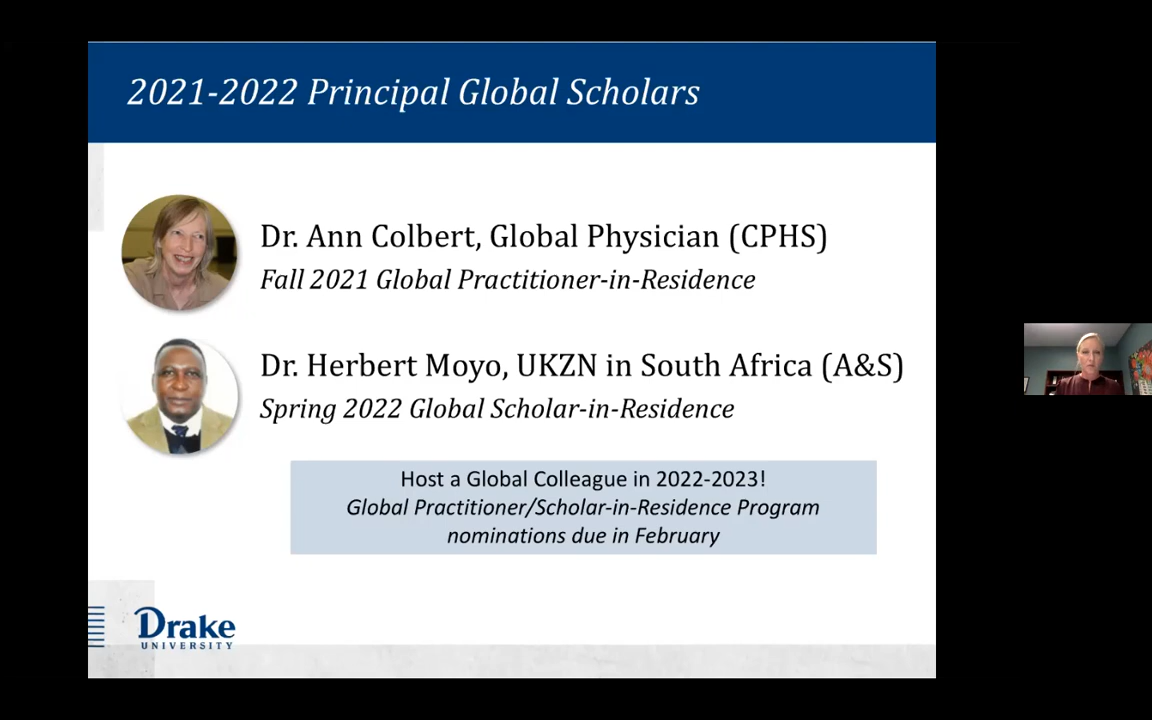 2021-2022 Principal Global Scholars
Dr. Ann Colbert, Global Physician (CPHS)
Fall 2021 Global Practitioner-in-Residence
Dr. Herbert Moyo, UKZN in South Africa (A&S)
Spring 2022 Global Scholar-in-Residence
Host a Global Colleague in 2022-2023!
Global Practitioner/Scholar-in-Residence Program
nominations due in February
Drake
UNIVERSITY